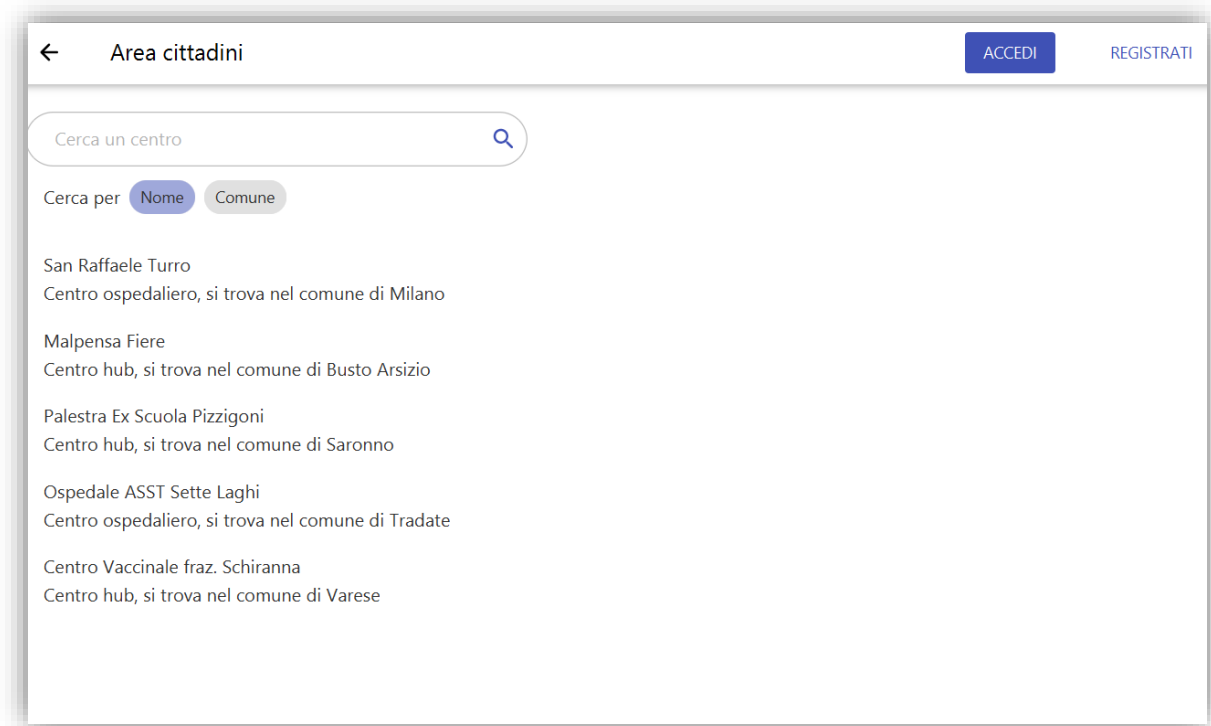 Area cittadini
ACCEDI
REGISTRATI
Cerca un centro
Cerca per Nome Comune
San Raffaele Turro
Centro ospedaliero, si trova nel comune di Milano
Malpensa Fiere
Centro hub, si trova nel comune di Busto Arsizio
Palestra Ex Scuola Pizzigoni
Centro hub, si trova nel comune di Saronno
Ospedale ASST Sette Laghi
Centro ospedaliero, si trova nel comune di Tradate
Centro Vaccinale fraz. Schiranna
Centro hub, si trova nel comune di Varese